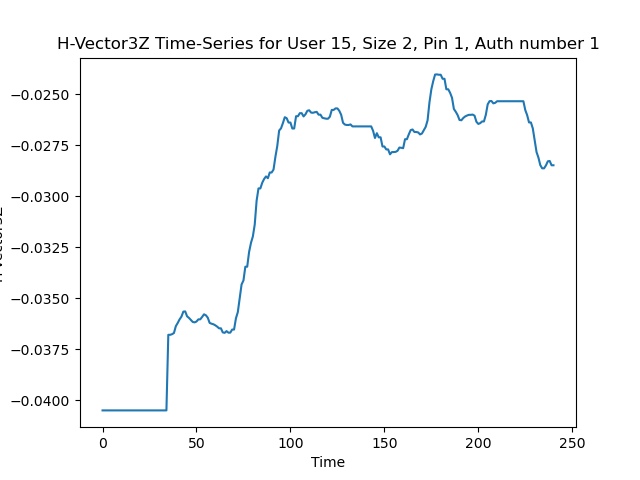 H-Vector3Z Time-Series for User 15, Size 2, Pin 1, Auth number 1
−0.0250
−0.0275
−0.0300
−0.0325
−0.0350
−0.0375
−0.0400
0 50 100 150 200 250
Time